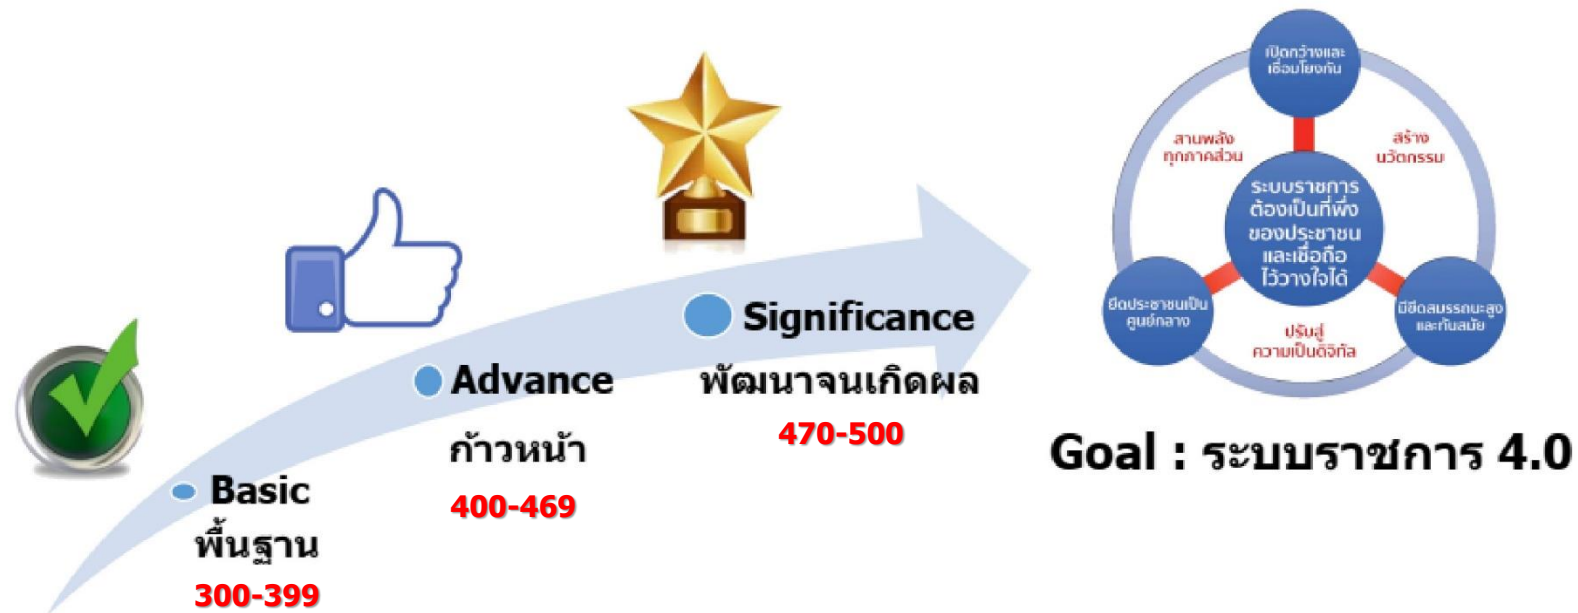 Basic
พื้นฐาน
300-399
Advance
ก้าวหน้า
400-469
Significance
พัฒนาจนเกิดผล
470-500
เปิดกว้างและ
เชื่อมโยงกัน
สานพลัง
ทุกภาคส่วน
สร้าง
นวัตกรรม
ระบบราชการ
ต้องเป็นที่พึ่ง
ของประชาชน
และเชื่อถือ
ไว้วางใจได้
ยึดประชาชนเป็น
ศูนย์กลาง
มีขีดสมรรถนะสูง
และทันสมัย
ปรับสู่
ความเป็นดิจิทัล
Goal : ระบบราชการ 4.0